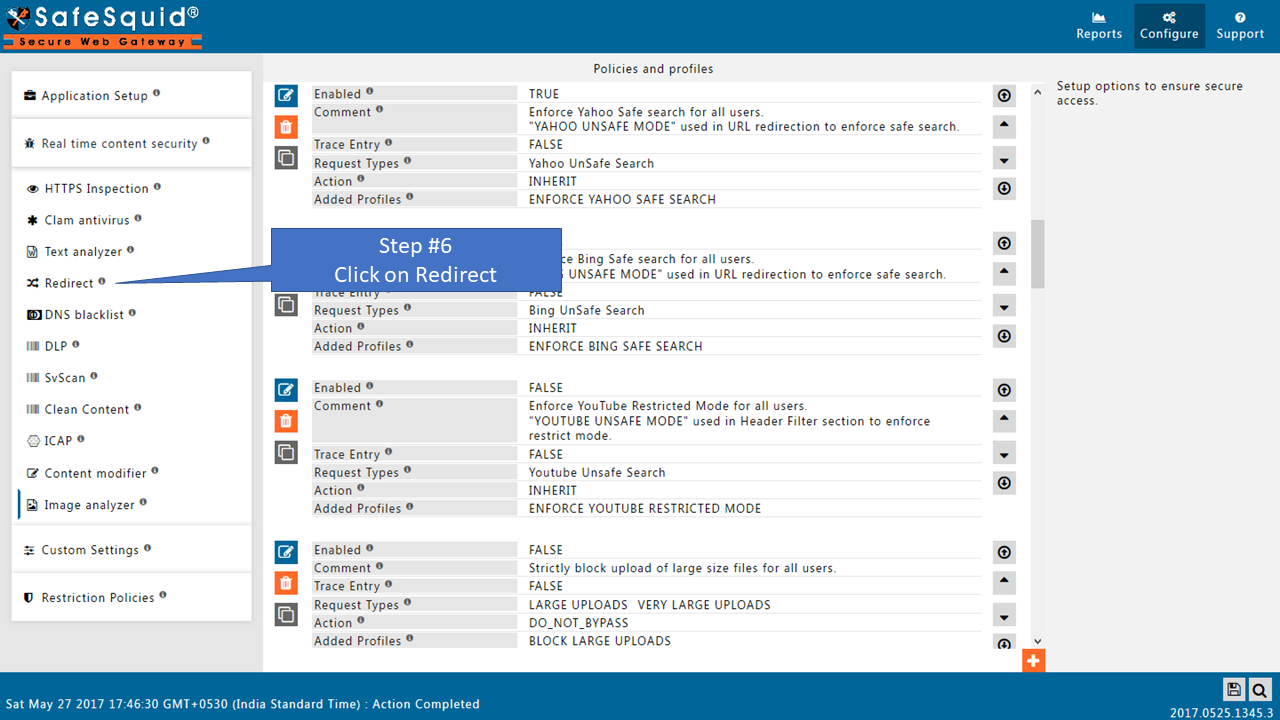 SafeSquid®
Secure Web Gateway
Reports
Configure
Support
Application Setup
Real time content security
HTTPS Inspection
Clam antivirus
Text analyzer
Redirect
DNS blacklist
DLP
SvScan
Clean Content
ICAP
Content modifier
Image analyzer
Custom Settings
Restriction Policies
Policies and profiles
Enabled TRUE
Comment Enforce Yahoo Safe search for all users.
"YAHOO UNSAFE MODE" used in URL redirection to enforce safe search.
Trace Entry FALSE
Request Types Yahoo UnSafe Search
Action INHERIT
Added Profiles ENFORCE YAHOO SAFE SEARCH
Step #6
Click on Redirect
Bing Safe search for all users.
UNSAFE MODE" used in URL redirection to enforce safe search.
Trace Entry FALSE
Request Types Bing UnSafe Search
Action INHERIT
Added Profiles ENFORCE BING SAFE SEARCH
Enabled FALSE
Comment Enforce YouTube Restricted Mode for all users.
"YOUTUBE UNSAFE MODE" used in Header Filter section to enforce
restrict mode.
Trace Entry FALSE
Request Types Youtube Unsafe Search
Action INHERIT
Added Profiles ENFORCE YOUTUBE RESTRICTED MODE
Enabled FALSE
Comment Strictly block upload of large size files for all users.
Trace Entry FALSE
Request Types LARGE UPLOADS VERY LARGE UPLOADS
Action DO_NOT_BYPASS
Added Profiles BLOCK LARGE UPLOADS
Setup options to ensure secure
access.
Sat May 27 2017 17:46:30 GMT+0530 (India Standard Time) : Action Completed
2017.0525.1345.3